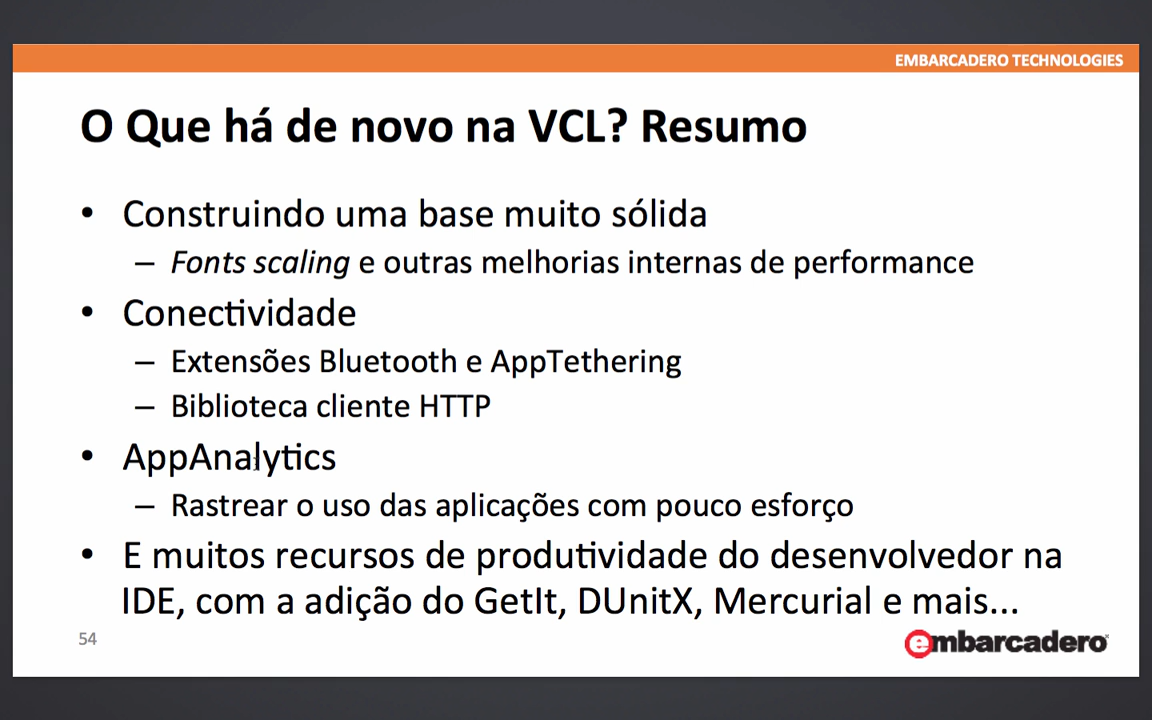 EMBARCADERO TECHNOLOGIES
O Que há de novo na VCL? Resumo
• Construindo uma base muito sólida
– Fonts scaling e outras melhorias internas de performance
• Conectividade
– Extensões Bluetooth e AppTethering
– Biblioteca cliente HTTP
• AppAnalytics
– Rastrear o uso das aplicações com pouco esforço
• E muitos recursos de produtividade do desenvolvedor na
IDE, com a adição do GetIt, DUnitX, Mercurial e mais...
54
embarcadero